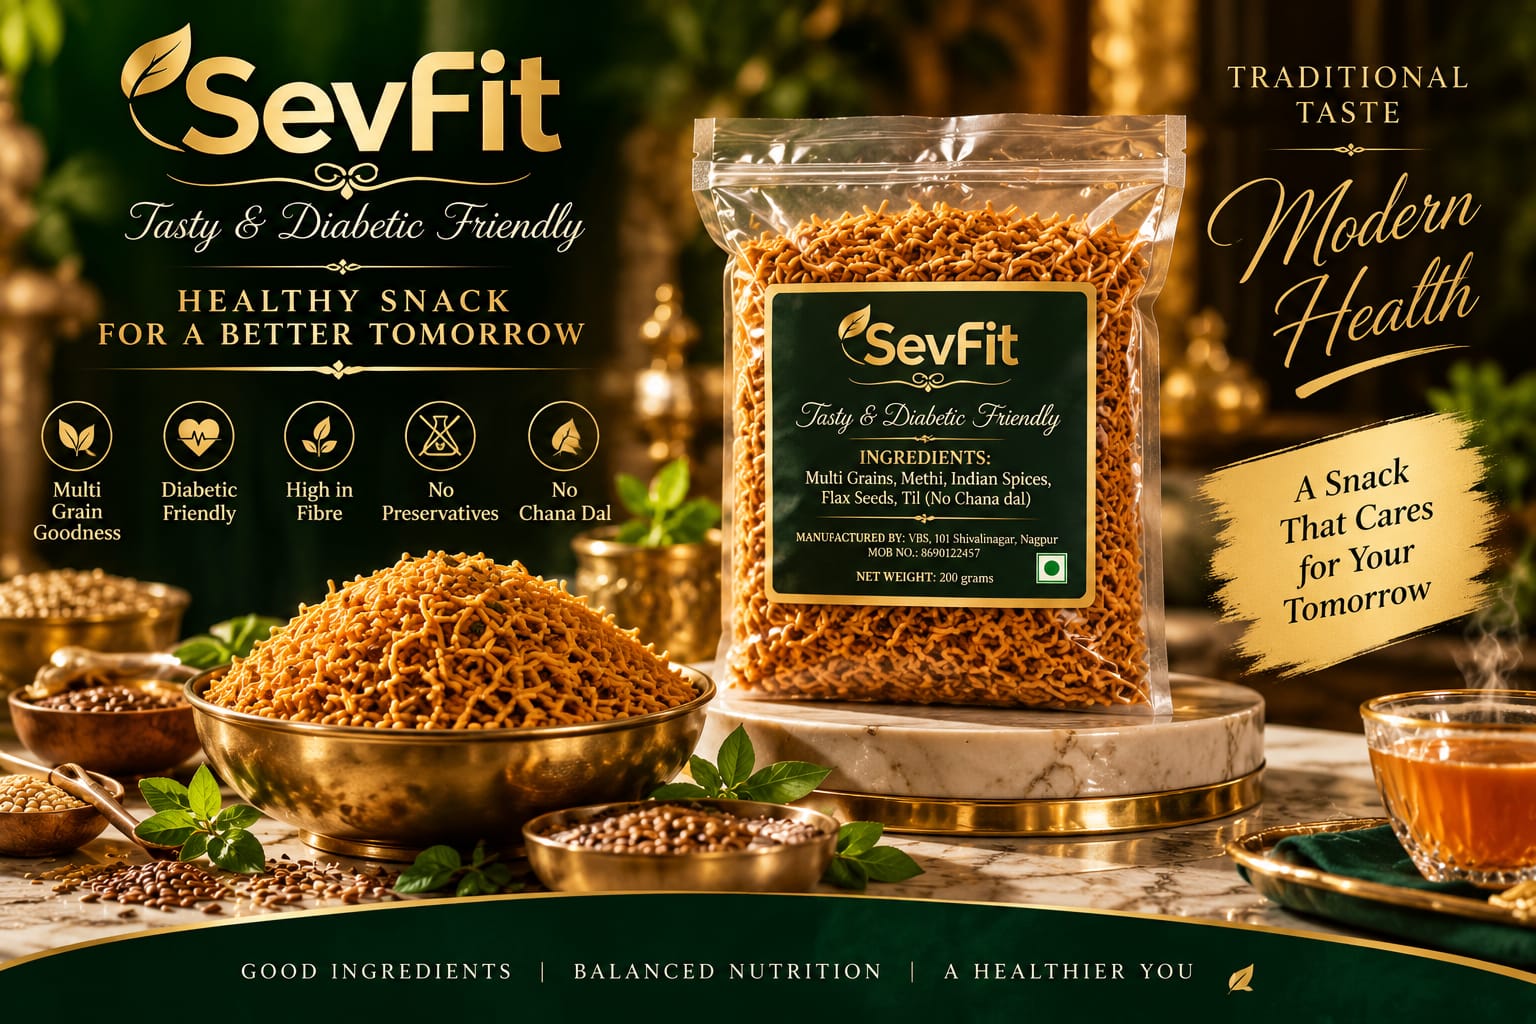 SevFit
Tasty & Diabetic Friendly
HEALTHY SNACK
FOR A BETTER TOMORROW
Multi
Grain
Goodness
Diabetic
Friendly
High in
Fibre
No
Preservatives
No
Chana Dal
SevFit
Tasty & Diabetic Friendly
INGREDIENTS:
Multi Grains, Methi, Indian Spices,
Flax Seeds, Til (No Chana dal)
MANUFACTURED BY: VBS, 101 Shivalinagar, Nagpur
MOB NO.: 8690122457
NET WEIGHT: 200 grams
TRADITIONAL
TASTE
Modern
Health
A Snack
That Cares
for Your
Tomorrow
GOOD INGREDIENTS | BALANCED NUTRITION | A HEALTHIER YOU